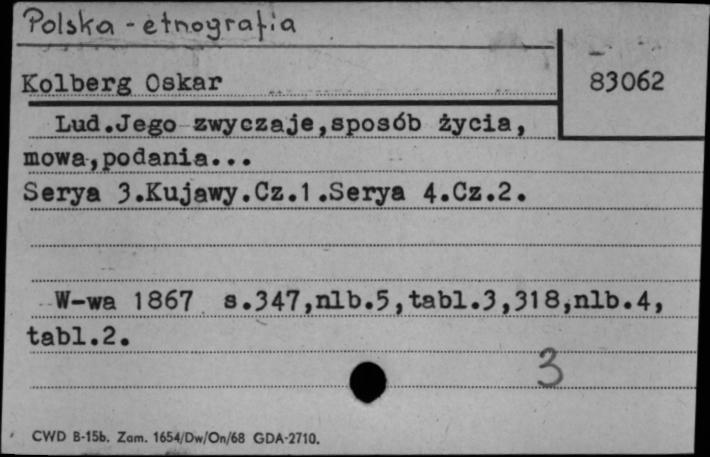 Polska - etnografia
Kolberg Oskar
83062
Lud.Jego zwyczaje,sposób życia,
mowa,podania...
Serya 3.Kujawy.Cz.1.Serya 4.Cz.2.
W-wa 1867 s.347,nlb.5,tabl.3,318,nlb.4,
tabl.2.
3
CWD B-15b. Zam. 1654/Dw/On/68 GDA-2710.